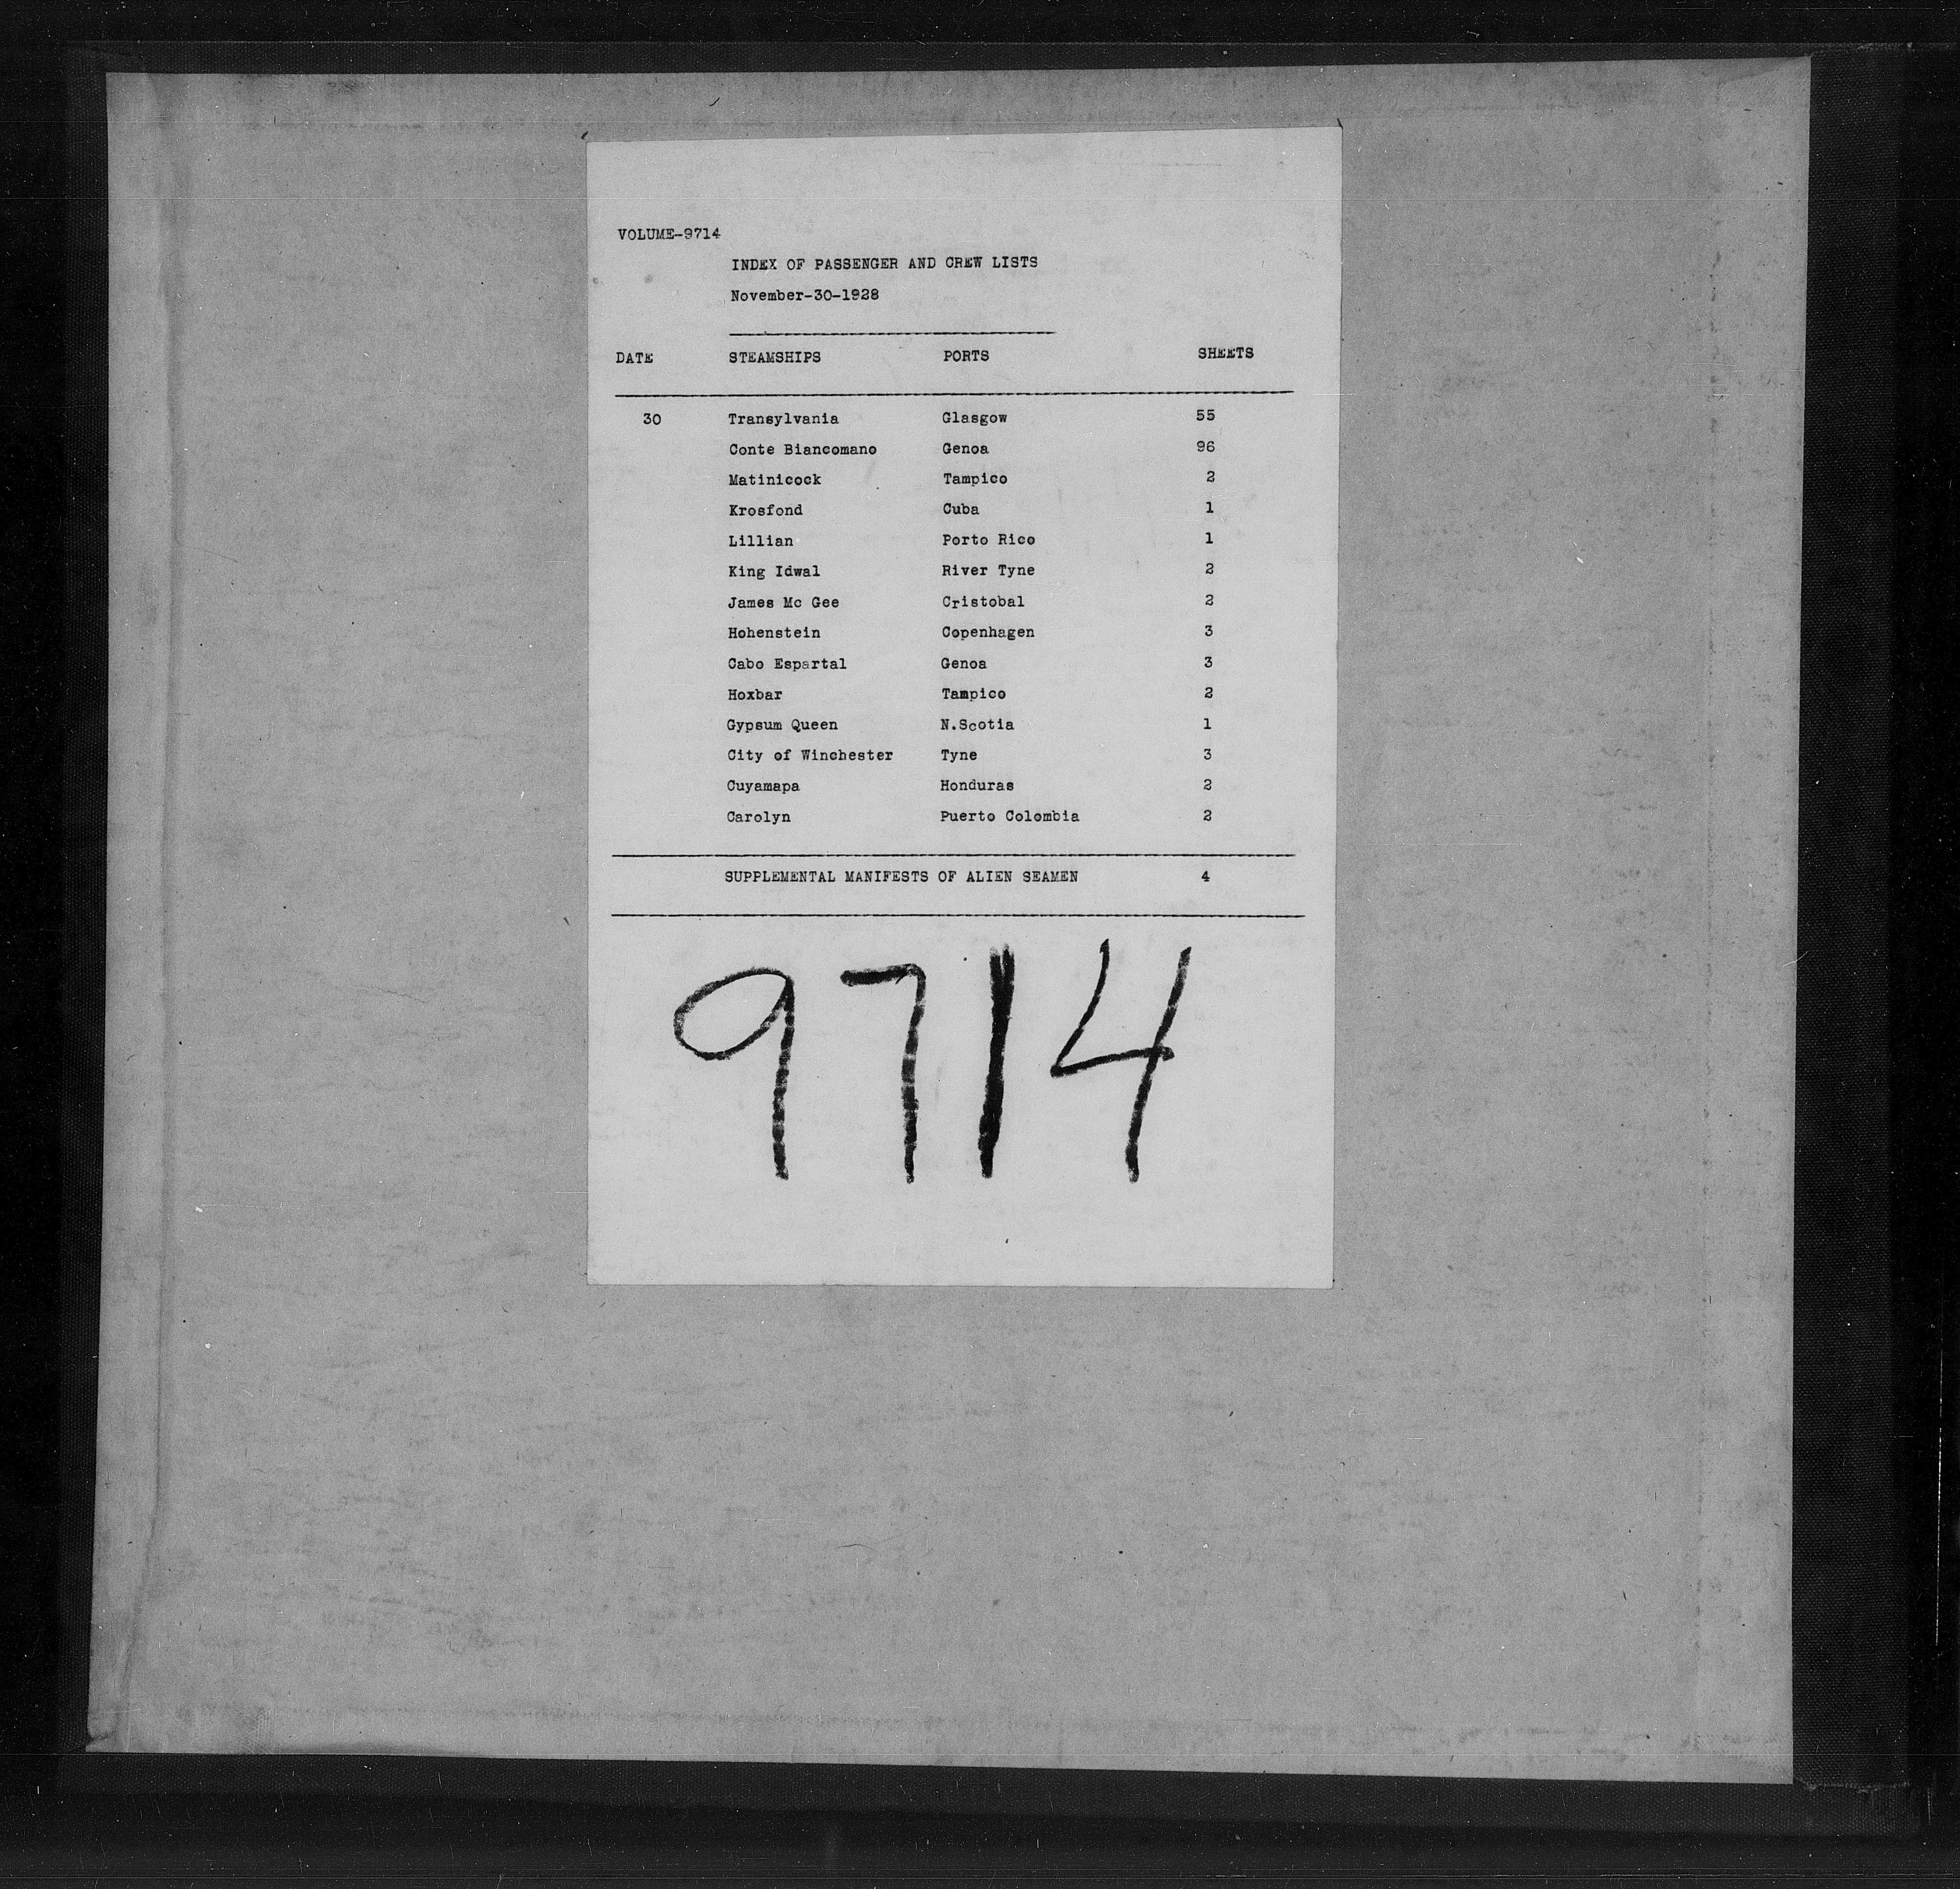 VOLUME-9714
INDEX OF PASSENGER AND CREW LISTS
November-30-1928
DATE STEAMSHIPS PORTS SHEETS
30 Transylvania Glasgow 55
Conte Biancomano Genoa 96
Matinicock Tampico 2
Krosfond Cuba 1
Lillian Porto Rico 1
King Idwal River Tyne 2
James Mc Gee Cristobal 2
Hohenstein Copenhagen 3
Cabo Espartal Genoa 3
Hoxbar Tampico 2
Gypsum Queen N.Scotia 1
City of Winchester Tyne 3
Cuyamapa Honduras 2
Carolyn Puerto Colombia 2
SUPPLEMENTAL MANIFESTS OF ALIEN SEAMEN 4
9714